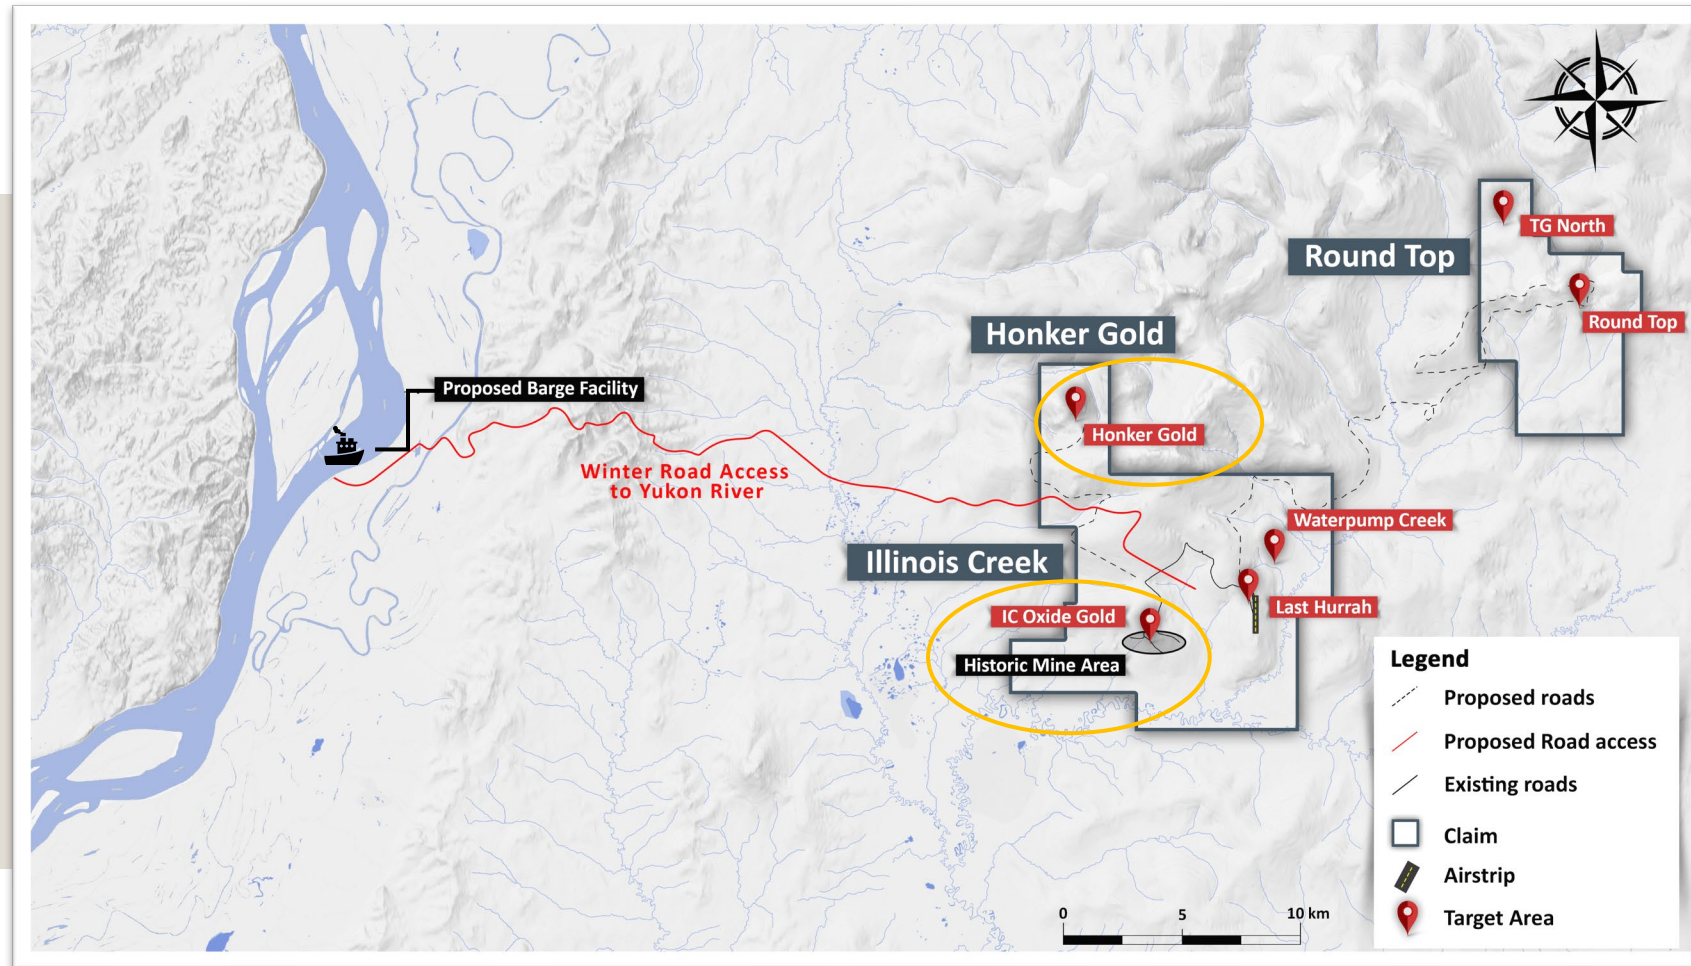 TG North
Round Top
Round Top
Honker Gold
Proposed Barge Facility
Honker Gold
Winter Road Access
to Yukon River
Waterpump Creek
Illinois Creek
Last Hurrah
IC Oxide Gold
Historic Mine Area
Legend
Proposed roads
Proposed Road access
Existing roads
Claim
Airstrip
Target Area
0 5 10 km